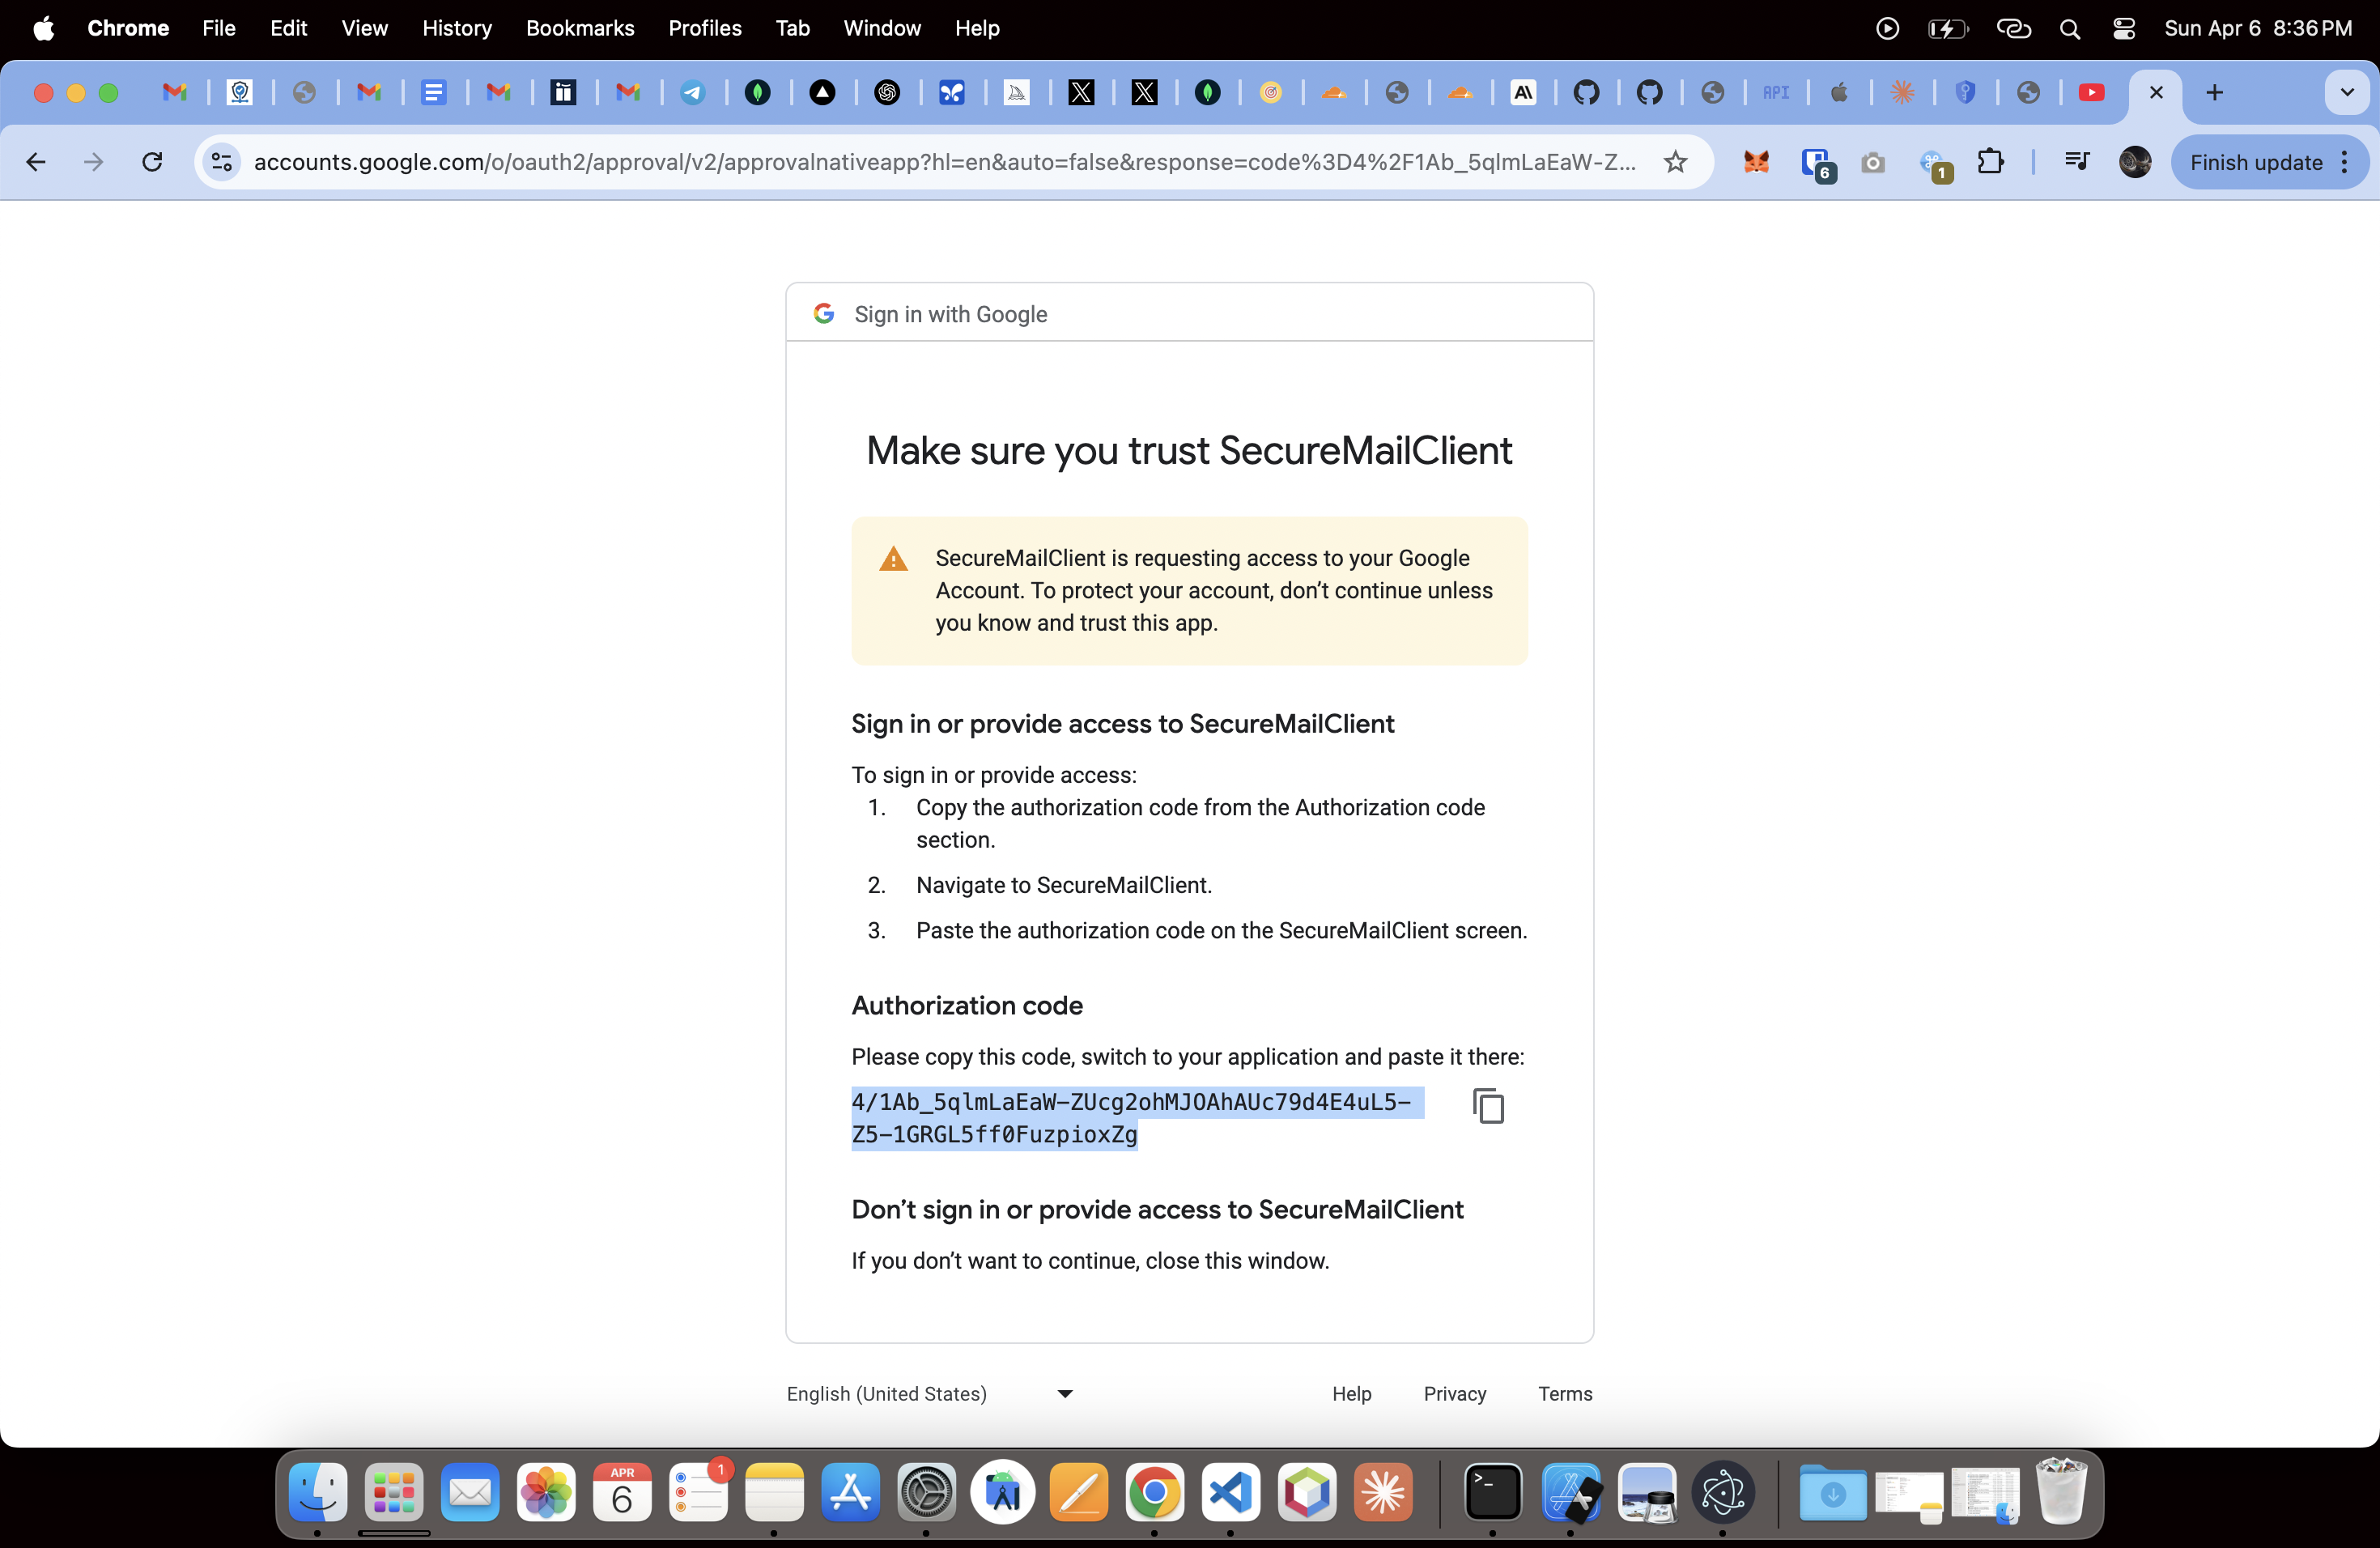 Chrome File Edit View History Bookmarks Profiles Tab Window Help Sun Apr 6 8:36 PM
API
accounts.google.com/o/oauth2/approval/v2/approvalnativeapp?hl=en&auto=false&response=code%3D4%2F1Ab_5qlmLaEaW-Z... 6 1 Finish update
Sign in with Google
Make sure you trust SecureMailClient
SecureMailClient is requesting access to your Google
Account. To protect your account, don’t continue unless
you know and trust this app.
Sign in or provide access to SecureMailClient
To sign in or provide access:
1. Copy the authorization code from the Authorization code
section.
2. Navigate to SecureMailClient.
3. Paste the authorization code on the SecureMailClient screen.
Authorization code
Please copy this code, switch to your application and paste it there:
4/1Ab_5qlmLaEaW-ZUcg2ohMJOAhAUc79d4E4uL5-
Z5-1GRGL5ff0FuzpioxZg
Don’t sign in or provide access to SecureMailClient
If you don’t want to continue, close this window.
English (United States) Help Privacy Terms
APR
6
1